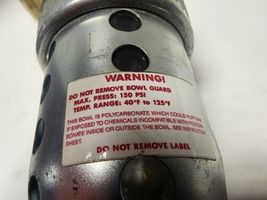 WARNING!
DO NOT REMOVE BOWL GUARD
MAX. PRESS: 150 PSI
TEMP. RANGE: 40°F to 125°F
THIS BOWL IS POLYCARBONATE WHICH COULD RUPTURE
IF EXPOSED TO CHEMICALS INCOMPATIBLE WITH POLYCAR-
BONATE INSIDE OR OUTSIDE THE BOWL. SEE INSTRUCTION
SHEET.
DO NOT REMOVE LABEL